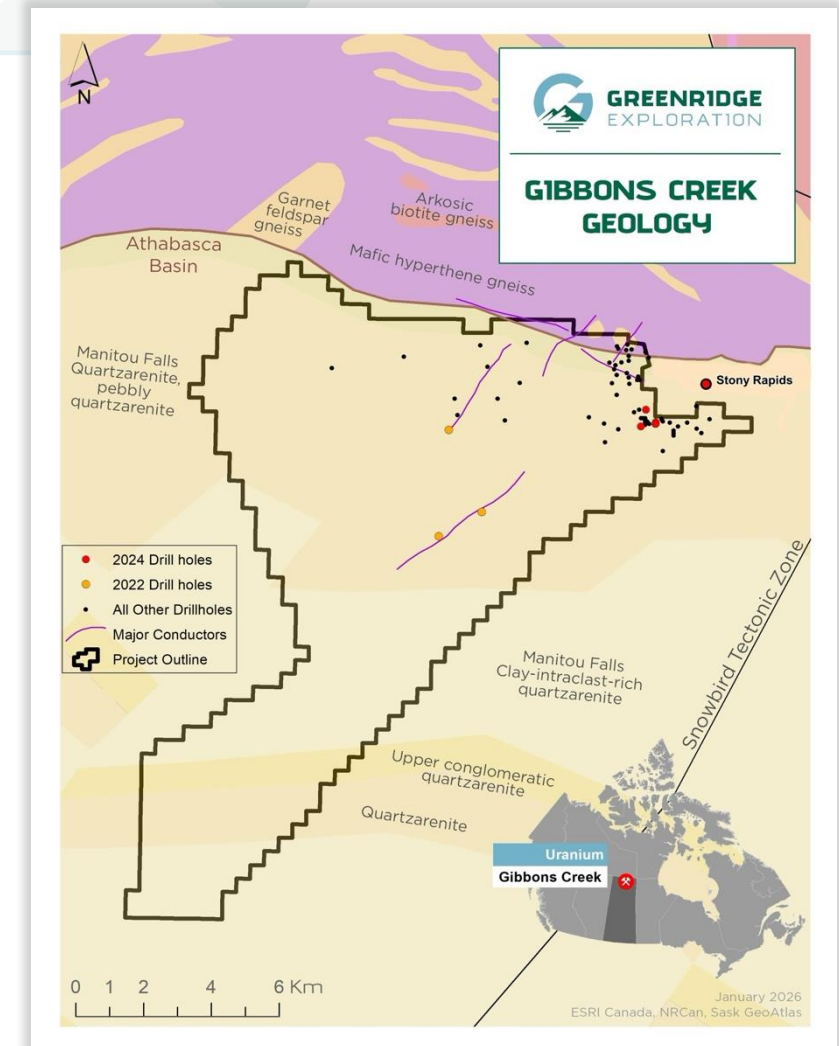 N
GREENR1DGE
EXPLORATION
G1BBONS CREEK
GEOLOGY
Garnet
feldspar
gneiss
Arkosic
biotite gneiss
Athabasca
Basin
Mafic hyperthene gneiss
Manitou Falls
Quartzarenite,
pebbly
quartzarenite
Stony Rapids
2024 Drill holes
2022 Drill holes
All Other Drillholes
Major Conductors
Project Outline
Snowbird Tectonic Zone
Manitou Falls
Clay-intraclast-rich
quartzarenite
Upper conglomeratic
quartzarenite
Quartzarenite
Uranium
Gibbons Creek
0 1 2 4 6 Km
January 2026
ESRI Canada, NRCan, Sask GeoAtlas